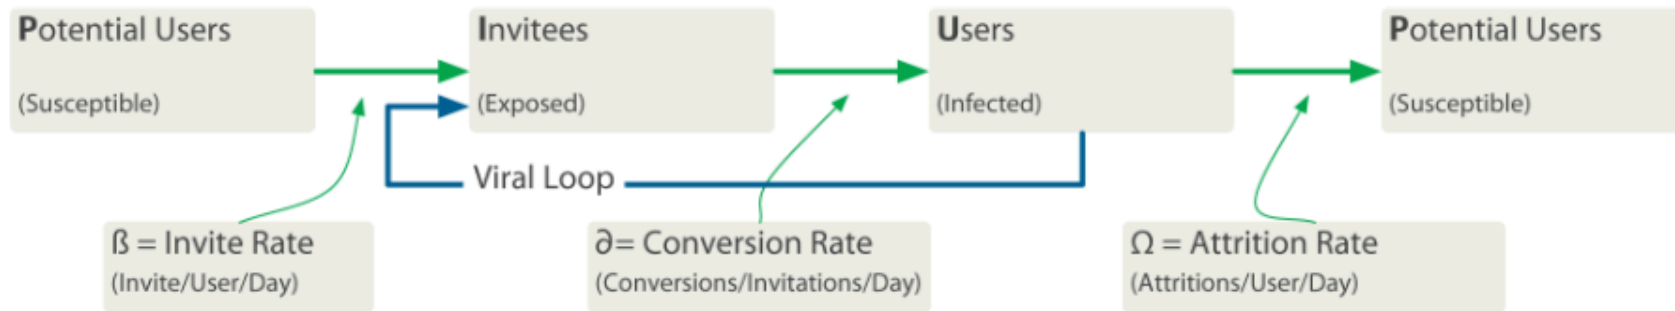 Potential Users
(Susceptible)
Invitees
(Exposed)
Users
(Infected)
Potential Users
(Susceptible)
Viral Loop
ß = Invite Rate
(Invite/User/Day)
∂= Conversion Rate
(Conversions/Invitations/Day)
Ω = Attrition Rate
(Attritions/User/Day)